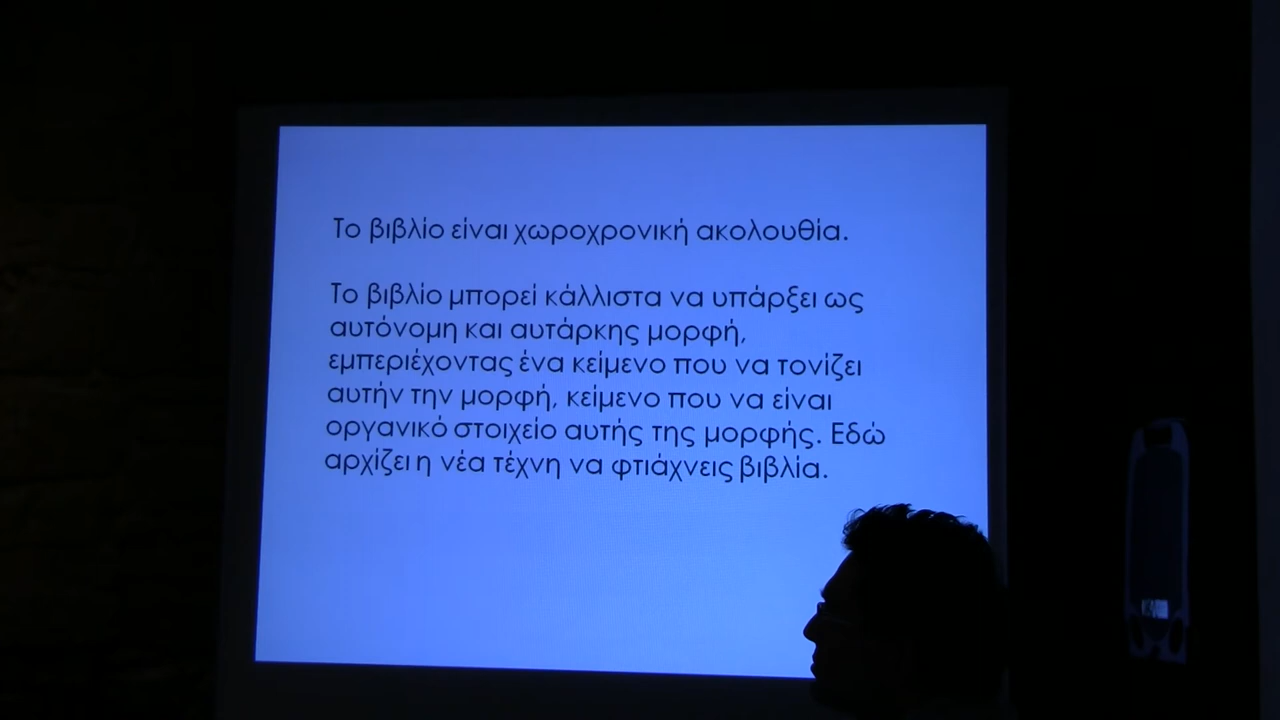 Το βιβλίο είναι χωροχρονική ακολουθία.
Το βιβλίο μπορεί κάλλιστα να υπάρξει ως
αυτόνομη και αυτάρκης μορφή,
εμπεριέχοντας ένα κείμενο που να τονίζει
αυτήν την μορφή, κείμενο που να είναι
οργανικό στοιχείο αυτής της μορφής. Εδώ
αρχίζει η νέα τέχνη να φτιάχνεις βιβλία.